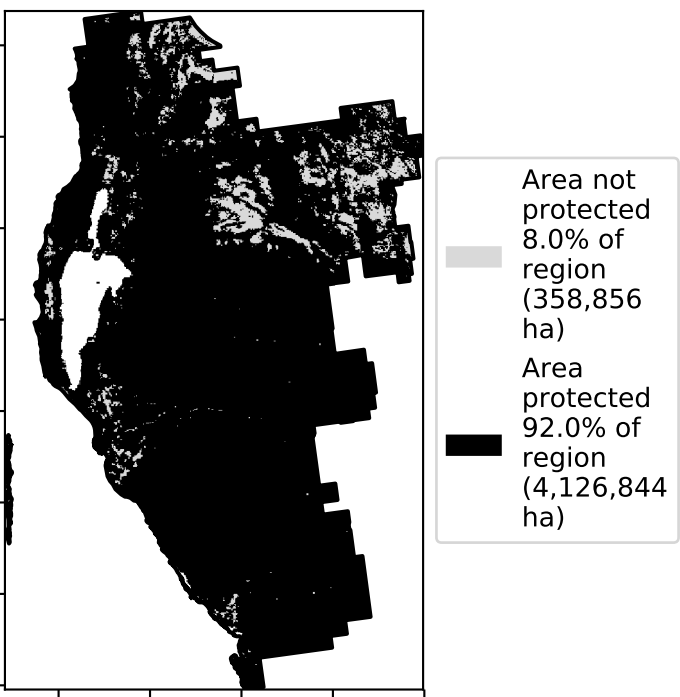 Area not
protected
8.0% of
region
(358,856
ha)
Area
protected
92.0% of
region
(4,126,844
ha)